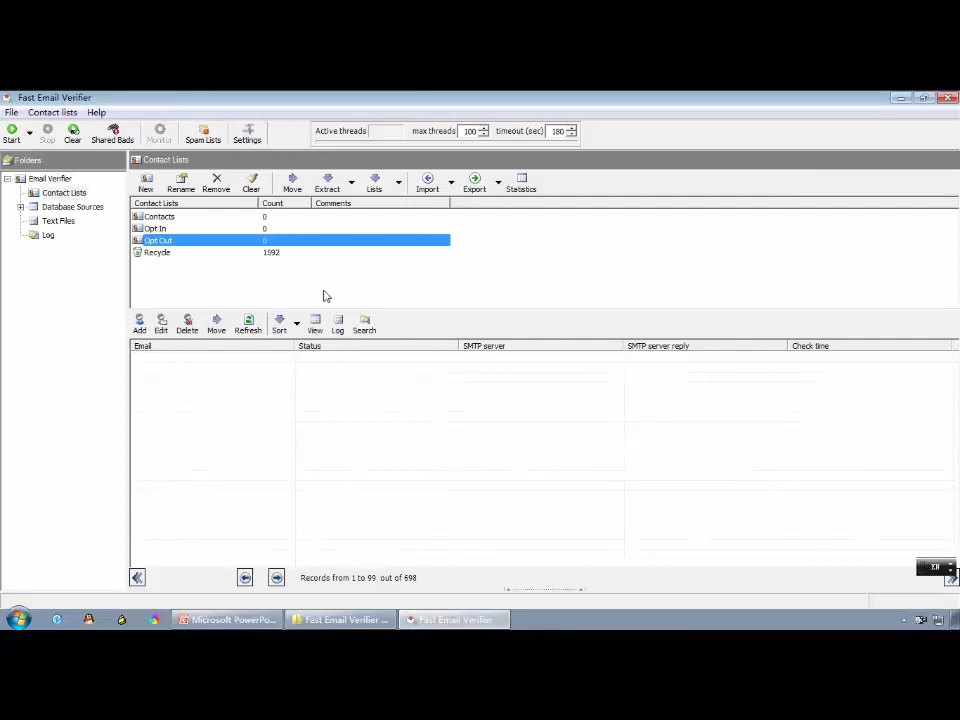 Fast Email Verifier
File Contact lists Help
Start Stop Clear Shared Bads Monitor Spam Lists Settings Active threads max threads 100 timeout (sec) 180
Folders Contact Lists
Email Verifier
Contact Lists
Database Sources
Text Files
Log
New Rename Remove Clear Move Extract Lists Import Export Statistics
Contact Lists Count Comments
Contacts 0
Opt In 0
Opt Out 0
Recycle 1592
Add Edit Delete Move Refresh Sort View Log Search
Email Status SMTP server SMTP server reply Check time
Records from 1 to 99 out of 698
Microsoft PowerPo... Fast Email Verifier ... Fast Email Verifier